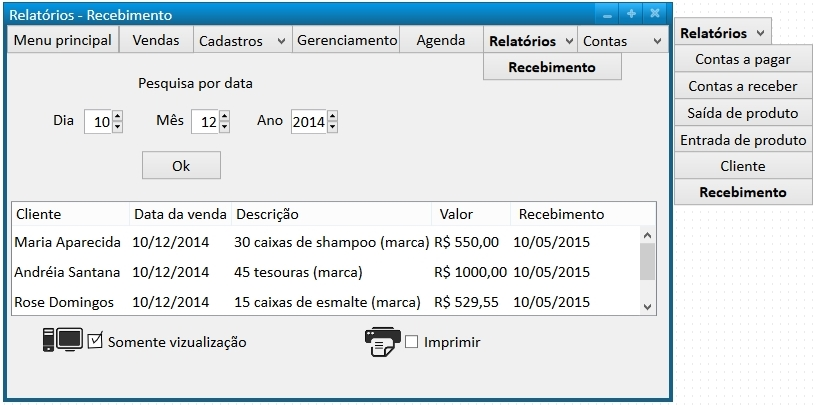 Relatórios - Recebimento
Menu principal Vendas Cadastros Gerenciamento Agenda Relatórios Contas
Recebimento
Pesquisa por data
Dia 10 Mês 12 Ano 2014
Ok
Cliente Data da venda Descrição Valor Recebimento
Maria Aparecida 10/12/2014 30 caixas de shampoo (marca) R$ 550,00 10/05/2015
Andréia Santana 10/12/2014 45 tesouras (marca) R$ 1000,00 10/05/2015
Rose Domingos 10/12/2014 15 caixas de esmalte (marca) R$ 529,55 10/05/2015
Somente vizualização Imprimir
Relatórios
Contas a pagar
Contas a receber
Saída de produto
Entrada de produto
Cliente
Recebimento